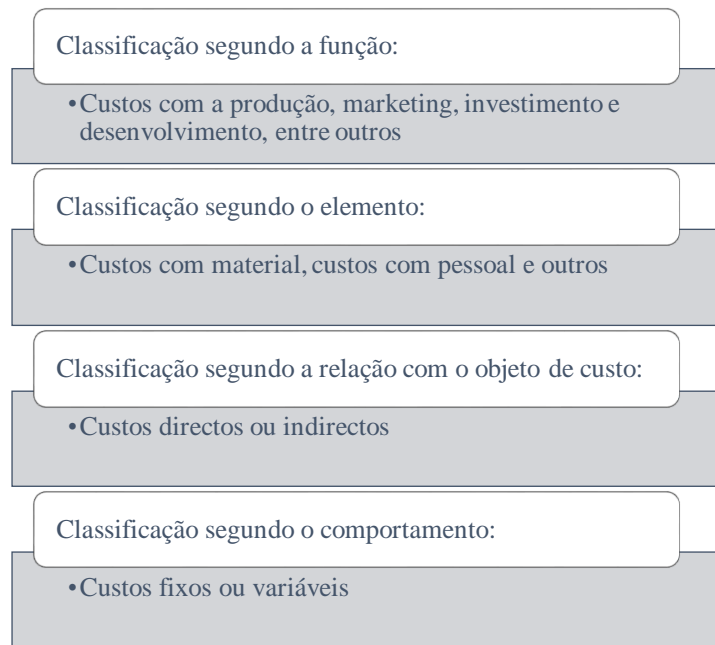 Classificação segundo a função:
•Custos com a produção, marketing, investimento e
desenvolvimento, entre outros
Classificação segundo o elemento:
•Custos com material, custos com pessoal e outros
Classificação segundo a relação com o objeto de custo:
•Custos directos ou indirectos
Classificação segundo o comportamento:
•Custos fixos ou variáveis